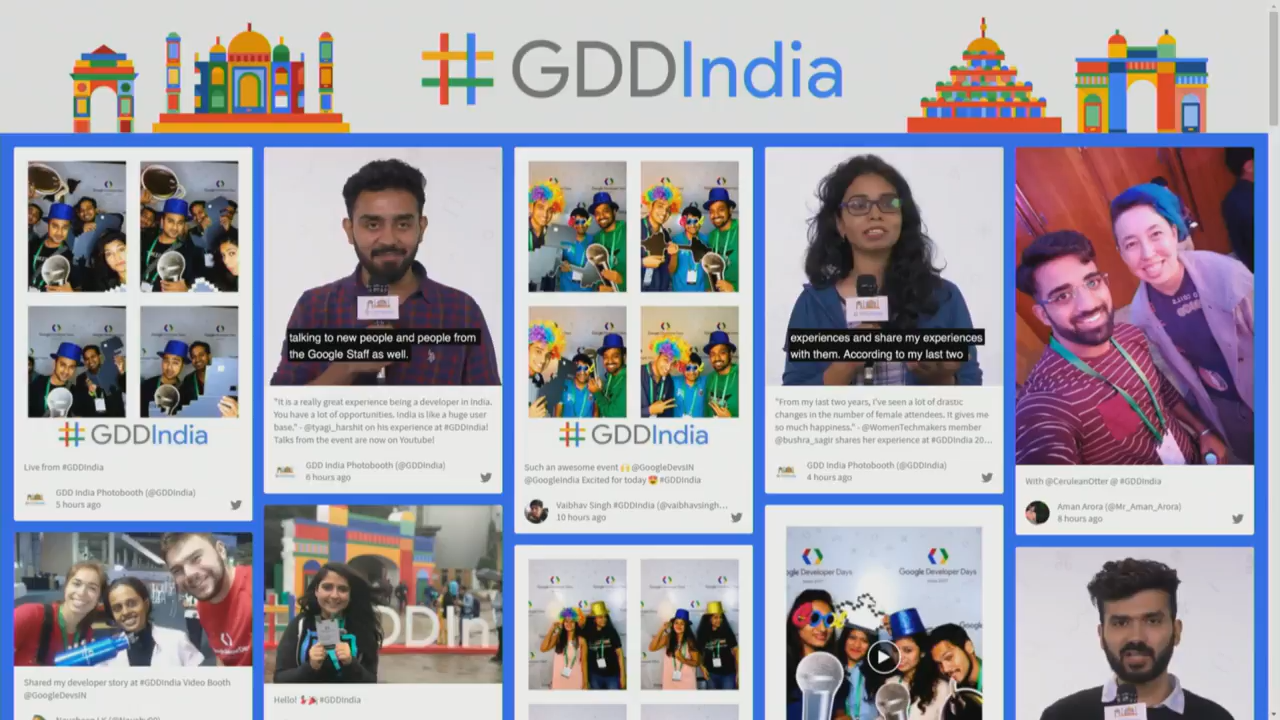 #GDDIndia
#GDDIndia
Live from #GDDIndia
GDD India Photobooth (@GDDIndia)
5 hours ago
Shared my developer story at #GDDIndia Video Booth
@GoogleDevsIN
talking to new people and people from
the Google Staff as well.
"It is a really great experience being a developer in india.
You have a lot of opportunities. India is like a huge user
base." - @tyagi_harshit on his experience at #GDDIndia!
Talks from the event are now on Youtube!
GDD India Photobooth (@GDDIndia)
6 hours ago
Hello! 💃🎉 #GDDIndia
#GDDIndia
Such an awesome event 🙌 @GoogleDevsIN
@GoogleIndia Excited for today 😍 #GDDIndia
Vaibhav Singh #GDDIndia (@vaibhavsingh...
10 hours ago
experiences and share my experiences
with them. According to my last two
"From my last two years, I've seen a lot of drastic
changes in the number of female attendees. It gives me
so much happiness." - @WomenTechmakers member
@bushra_sagir shares her experience at #GDDIndia 20...
GDD India Photobooth (@GDDIndia)
4 hours ago
Google Developer Days
With @CeruleanOtter @ #GDDIndia
Aman Arora (@Mr_Aman_Arora)
8 hours ago